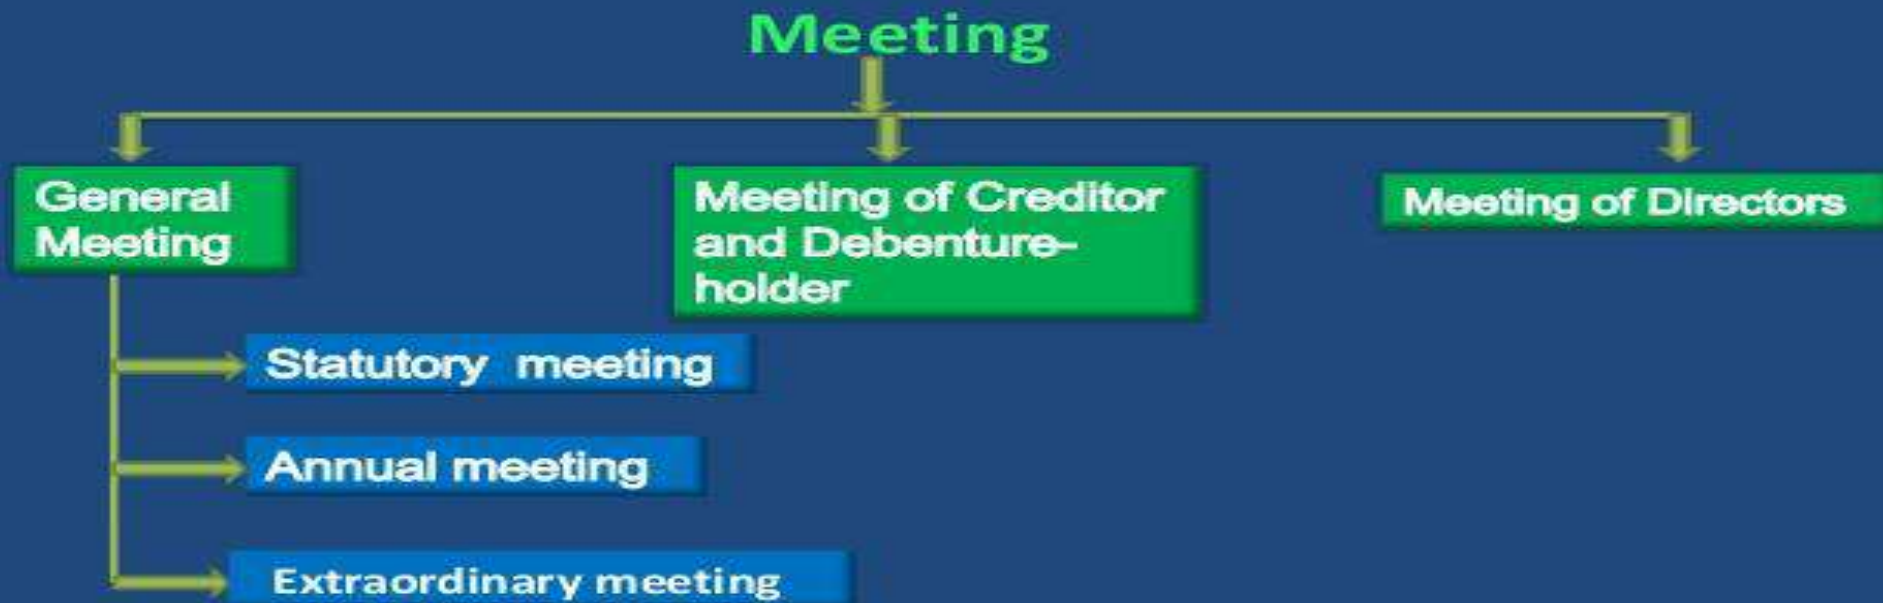 Meeting
General
Meeting
Meeting of Creditor
and Debenture-
holder
Meeting of Directors
Statutory meeting
Annual meeting
Extraordinary meeting